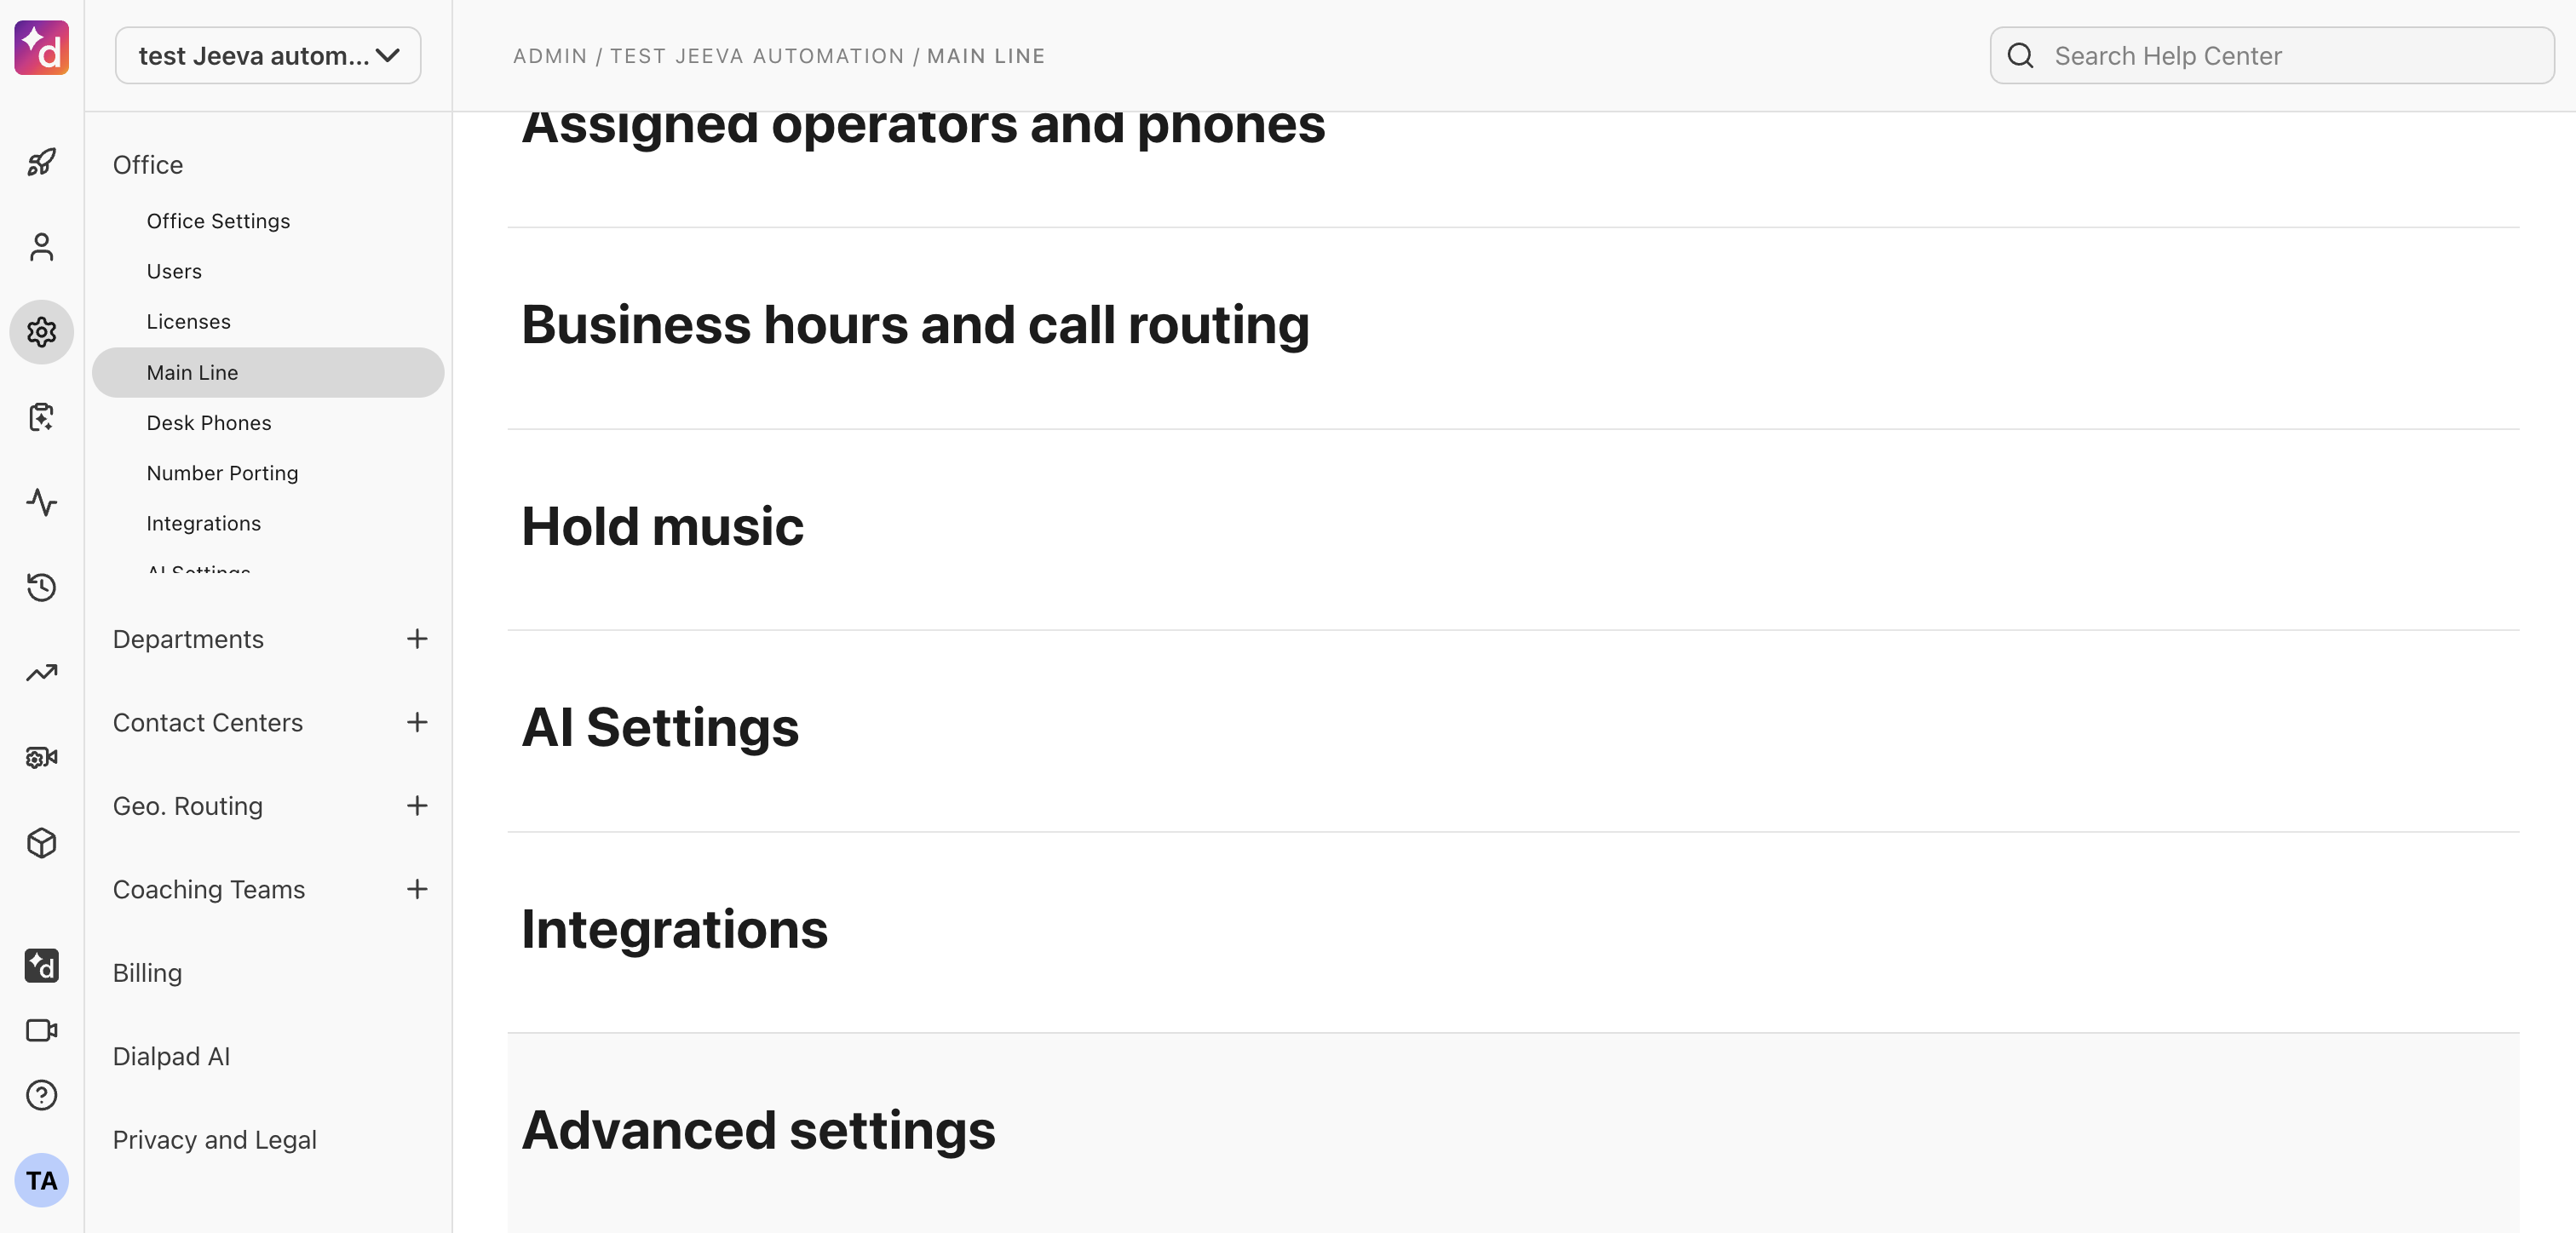 d
test Jeeva autom...
ADMIN / TEST JEEVA AUTOMATION / MAIN LINE
Search Help Center
Office
Office Settings
Users
Licenses
Main Line
Desk Phones
Number Porting
Integrations
AI Settings
Departments
Contact Centers
Geo. Routing
Coaching Teams
Billing
Dialpad AI
Privacy and Legal
d
TA
Assigned operators and phones
Business hours and call routing
Hold music
AI Settings
Integrations
Advanced settings